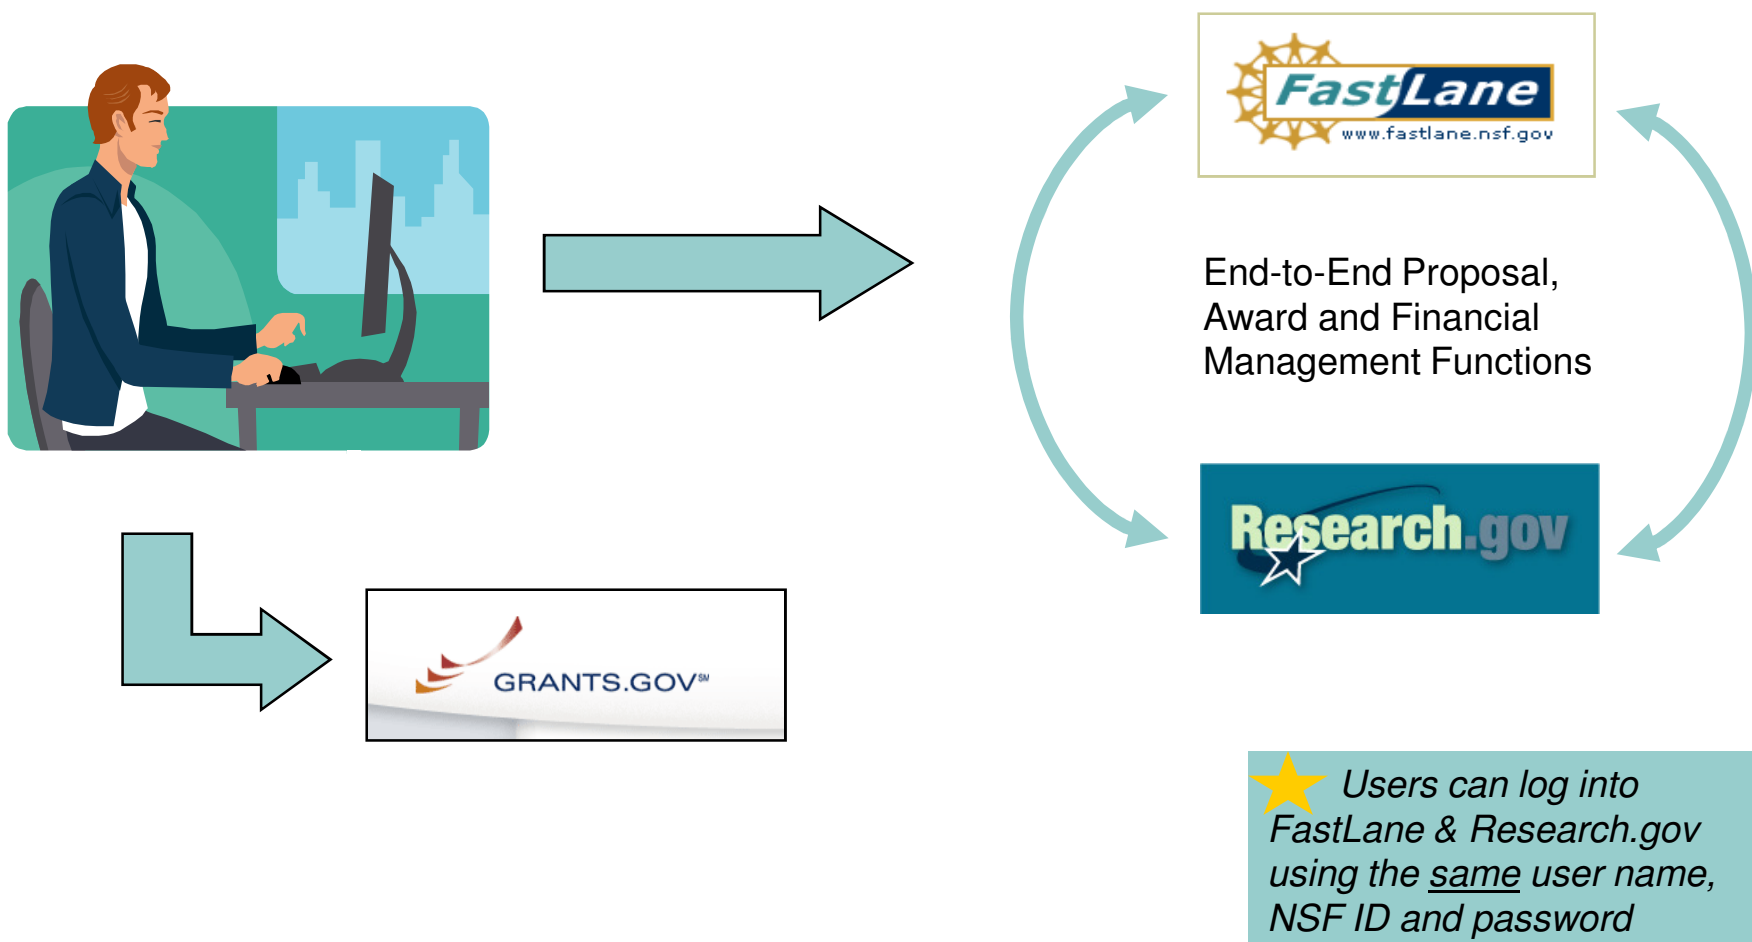 FastLane
www.fastlane.nsf.gov
End-to-End Proposal,
Award and Financial
Management Functions
Research.gov
GRANTS.GOV℠
Users can log into
FastLane & Research.gov
using the same user name,
NSF ID and password